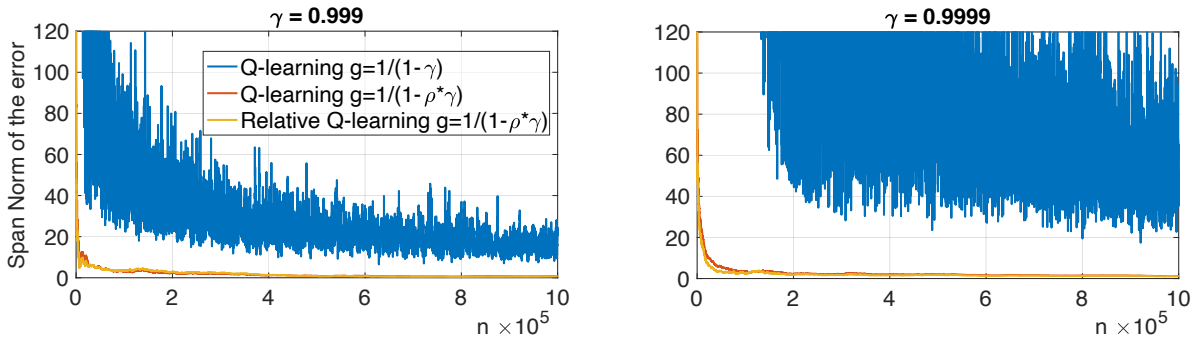 γ = 0.999
Span Norm of the error
120
100
80
60
40
20
0
Q-learning g=1/(1-γ)
Q-learning g=1/(1-ρ*γ)
Relative Q-learning g=1/(1-ρ*γ)
0 2 4 6 8 10
n ×10⁵
γ = 0.9999
120
100
80
60
40
20
0
0 2 4 6 8 10
n ×10⁵